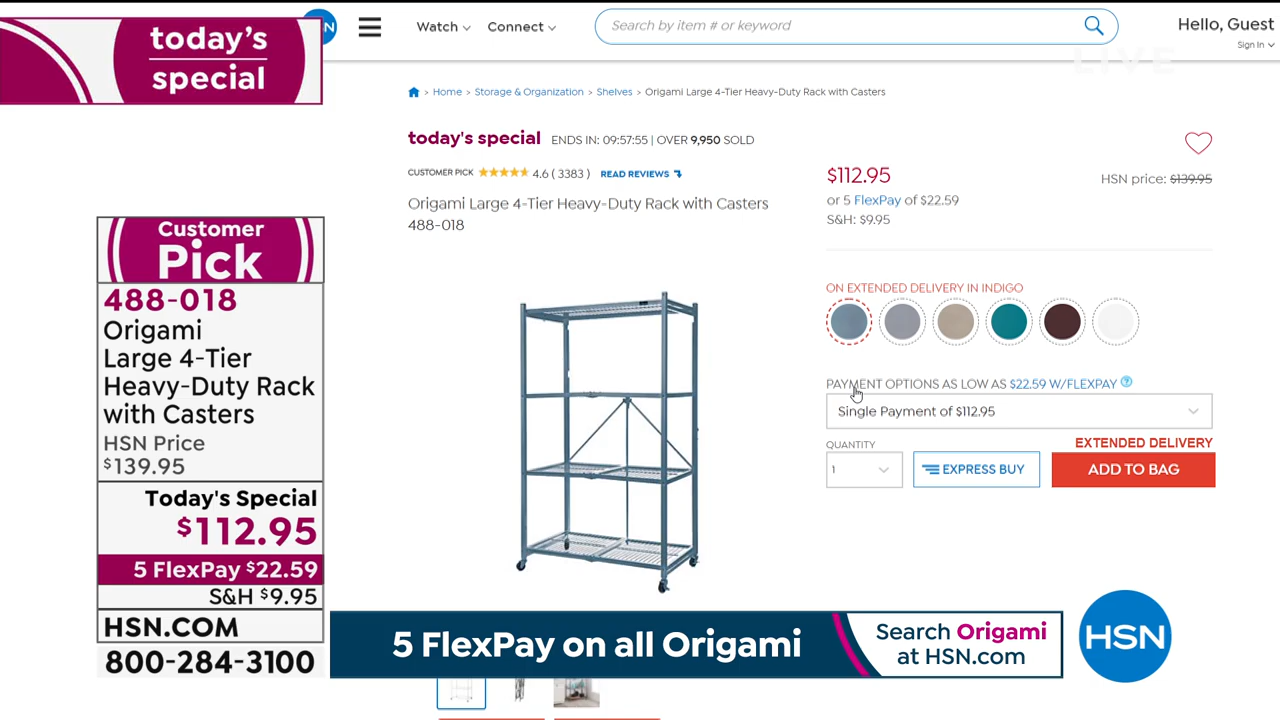 today's
special
HSN
Watch
Connect
Search by item # or keyword
Hello, Guest
Sign In
LIVE
> Home > Storage & Organization > Shelves > Origami Large 4-Tier Heavy-Duty Rack with Casters
today's special ENDS IN: 09:57:55 | OVER 9,950 SOLD
CUSTOMER PICK 4.6 ( 3383 ) READ REVIEWS
Origami Large 4-Tier Heavy-Duty Rack with Casters
488-018
$112.95
HSN price: $139.95
or 5 FlexPay of $22.59
S&H: $9.95
ON EXTENDED DELIVERY IN INDIGO
PAYMENT OPTIONS AS LOW AS $22.59 W/FLEXPAY ?
Single Payment of $112.95
QUANTITY
1
EXPRESS BUY
EXTENDED DELIVERY
ADD TO BAG
Customer
Pick
488-018
Origami
Large 4-Tier
Heavy-Duty Rack
with Casters
HSN Price
$139.95
Today's Special
$112.95
5 FlexPay $22.59
S&H $9.95
HSN.COM
800-284-3100
5 FlexPay on all Origami
Search Origami
at HSN.com
HSN